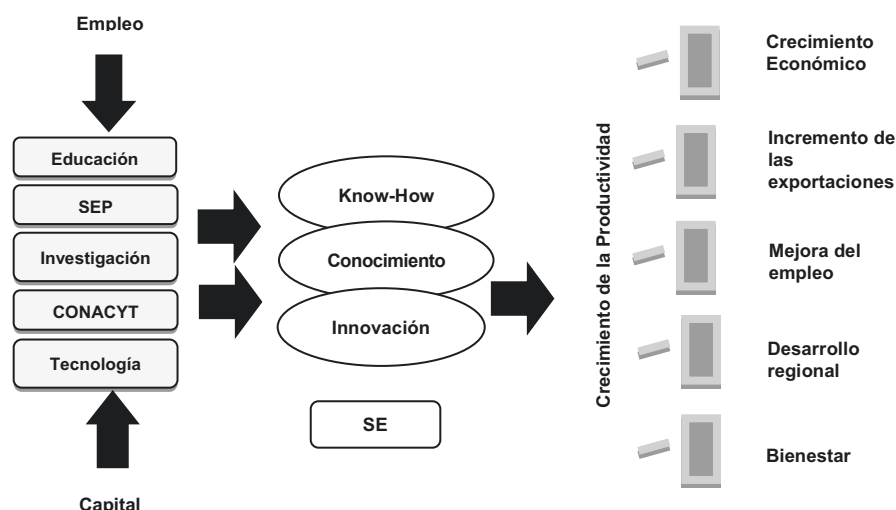 Empleo
Educación
SEP
Investigación
CONACYT
Tecnología
Capital
Know-How
Conocimiento
Innovación
SE
Crecimiento de la Productividad
Crecimiento
Económico
Incremento de
las
exportaciones
Mejora del
empleo
Desarrollo
regional
Bienestar